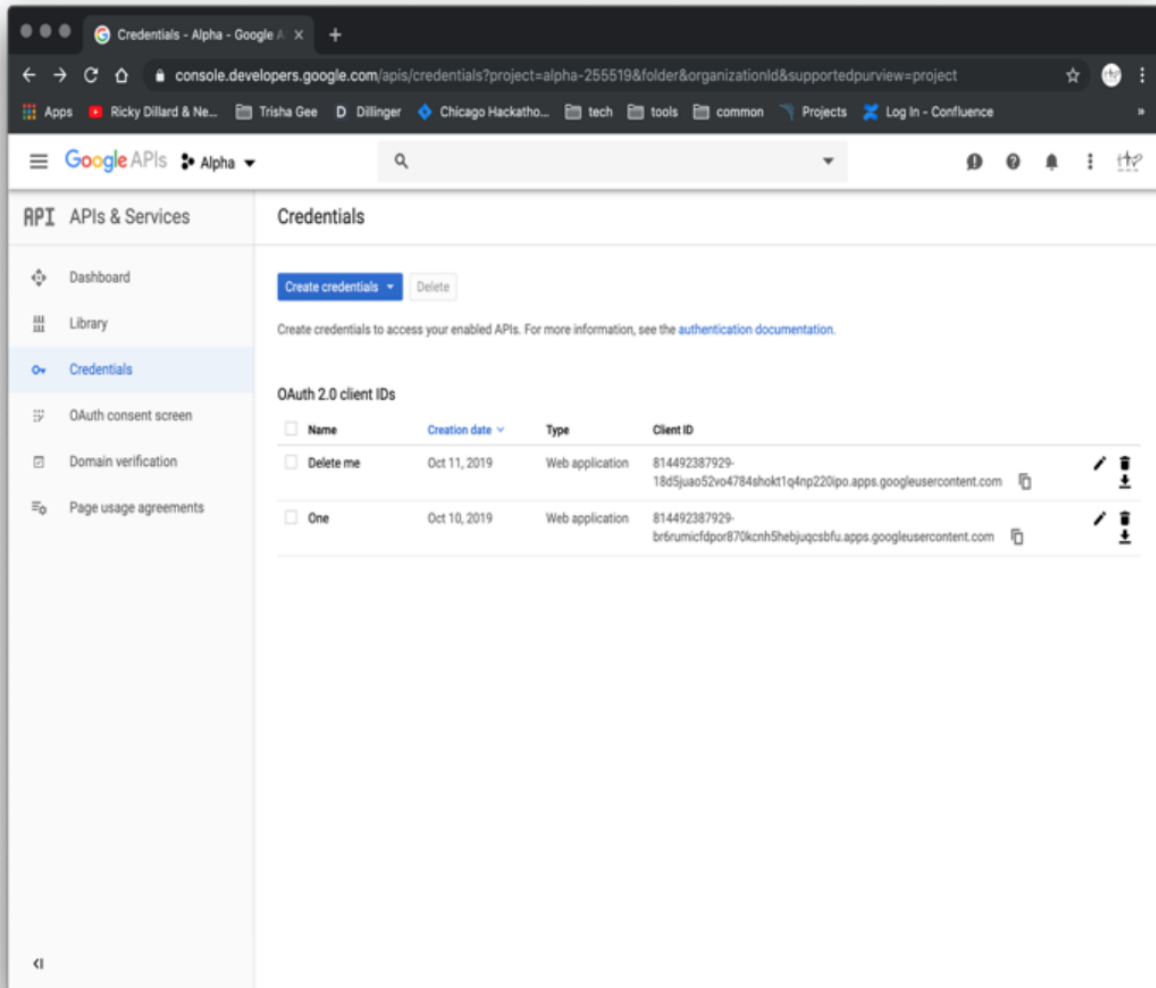 Credentials - Alpha - Google A
console.developers.google.com/apis/credentials?project=alpha-255519&folder&organizationId&supportedpurview=project
Apps Ricky Dillard & Ne... Trisha Gee D Dillinger Chicago Hackatho... tech tools common Projects Log In - Confluence »
Google APIs Alpha
API APIs & Services
Credentials
Dashboard
Library
Credentials
OAuth consent screen
Domain verification
Page usage agreements
Create credentials Delete
Create credentials to access your enabled APIs. For more information, see the authentication documentation.
OAuth 2.0 client IDs
Name Creation date Type Client ID
Delete me Oct 11, 2019 Web application 814492387929-
18d5juao52vo4784shokt1q4np220ipo.apps.googleusercontent.com
One Oct 10, 2019 Web application 814492387929-
br6rumicfdpor870kcnh5hebjuqcsbfu.apps.googleusercontent.com